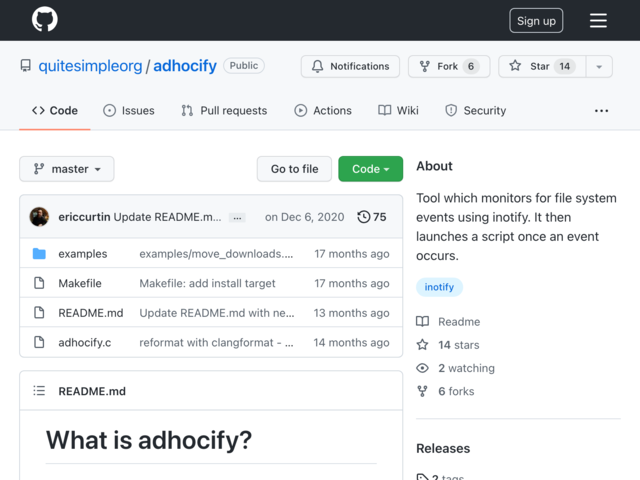 Sign up
quitesimpleorg / adhocify Public
Notifications Fork 6 Star 14
Code Issues Pull requests Actions Wiki Security
master Go to file Code
ericcurtin Update README.m... on Dec 6, 2020 75
examples examples/move_downloads.... 17 months ago
Makefile Makefile: add install target 17 months ago
README.md Update README.md with ne... 13 months ago
adhocify.c reformat with clangformat - ... 14 months ago
README.md
What is adhocify?
About
Tool which monitors for file system
events using inotify. It then
launches a script once an event
occurs.
inotify
Readme
14 stars
2 watching
6 forks
Releases
2 tags